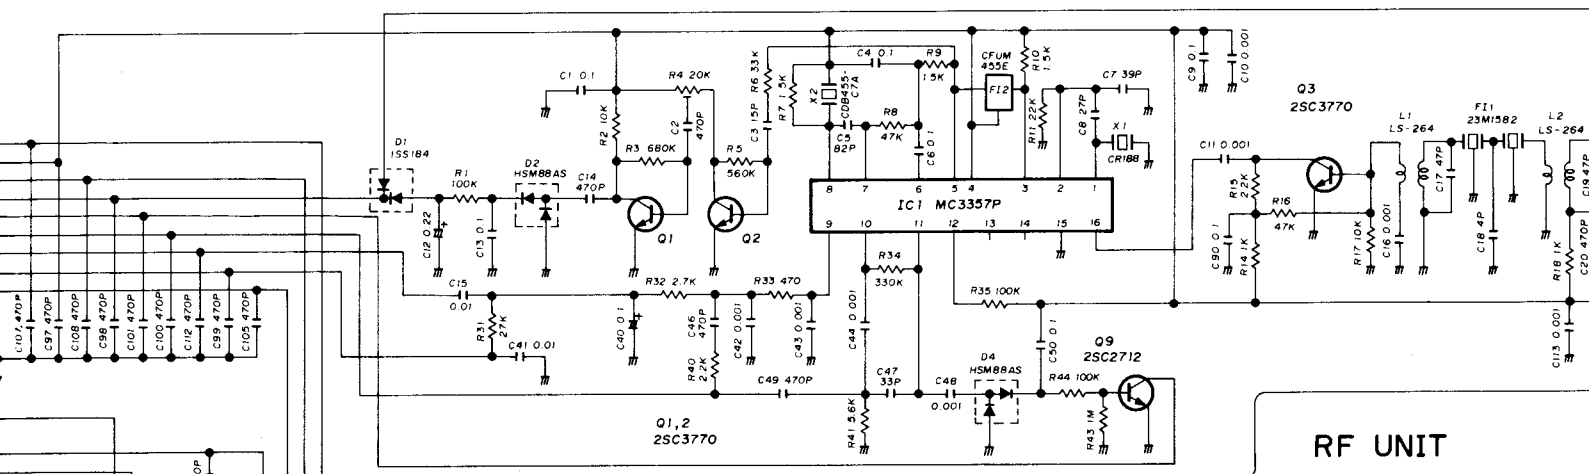 D1
1SS184
R1
100K
C12 0.22
C13 0.1
D2
HSM88AS
C14
470P
C1 0.1
R2 10K
R4 20K
C2
470P
R3 680K
R5
560K
Q1
Q2
R6 33K
C3 15P
R7 1.5K
X2
CDB455-
C7A
C4 0.1
R9
1.5K
C5
82P
R8
47K
C6 0.1
CFUM
455E
FI2
R10
1.5K
R11 22K
C7 39P
C8 27P
X1
CR188
8 7 6 5 4 3 2 1
IC1 MC3357P
9 10 11 12 13 14 15 16
C9 0.1
C10 0.001
Q3
2SC3770
C11 0.001
R15
2.2K
R16
47K
C90 0.1
R14 1K
R17 10K
C16 0.001
L1
LS-264
C17 47P
FI1
23M1582
C18 4P
L2
LS-264
C19 47P
R18 1K
C20 470P
C113 0.001
C107 470P
C97 470P
C108 470P
C98 470P
C101 470P
C100 470P
C112 470P
C99 470P
C105 470P
C15
0.01
R31
27K
C41 0.01
C40 0.1
R32 2.7K
C46
470P
C42 0.001
R33 470
C43 0.001
R40
2.2K
C49 470P
R34
330K
C44 0.001
R41 5.6K
C47
33P
C48
0.001
D4
HSM88AS
R35 100K
C50 0.1
R44 100K
R43 1M
Q9
2SC2712
Q1,2
2SC3770
RF UNIT